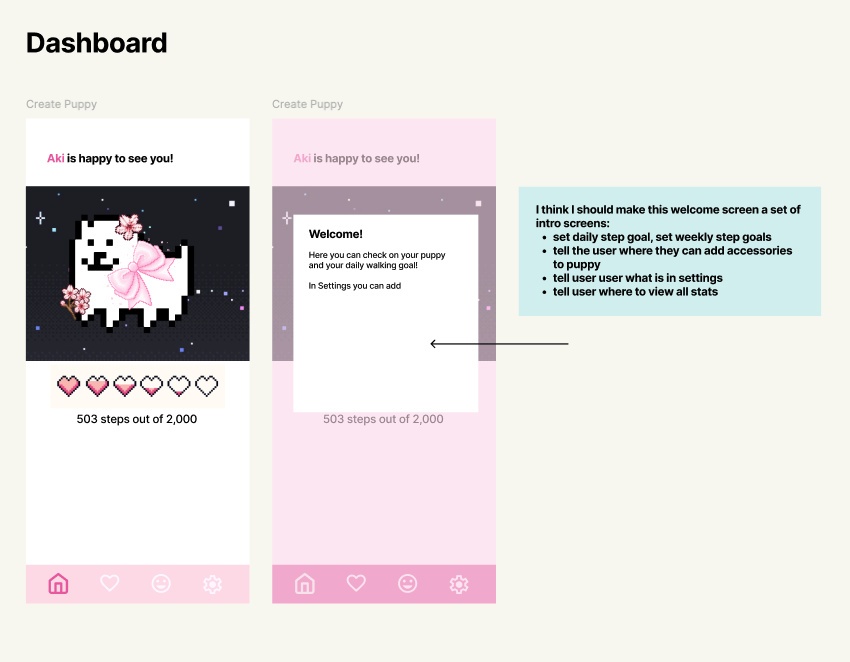 Dashboard
Create Puppy
Create Puppy
Aki is happy to see you!
Aki is happy to see you!
Welcome!
Here you can check on your puppy
and your daily walking goal!
In Settings you can add
503 steps out of 2,000
503 steps out of 2,000
I think I should make this welcome screen a set of
intro screens:
• set daily step goal, set weekly step goals
• tell the user where they can add accessories
to puppy
• tell user user what is in settings
• tell user where to view all stats